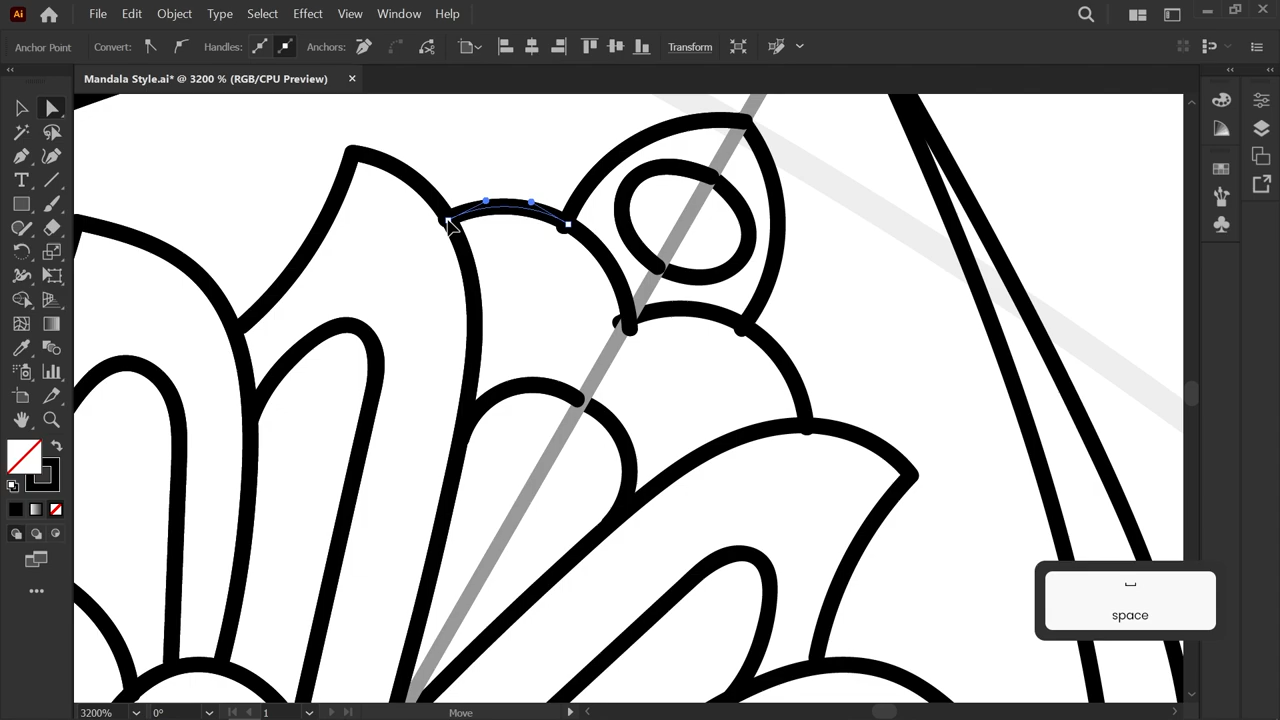 Ai File Edit Object Type Select Effect View Window Help
Anchor Point Convert: Handles: Anchors: Transform
Mandala Style.ai* @ 3200 % (RGB/CPU Preview) ×
space
3200% 0° 1 Move